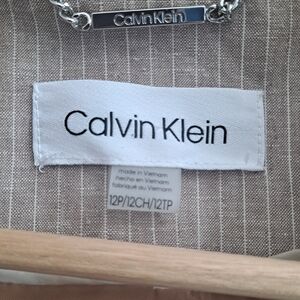 Calvin Klein
Calvin Klein
made in Vietnam
hecho en Vietnam
fabriqué au Vietnam
12P/12CH/12TP